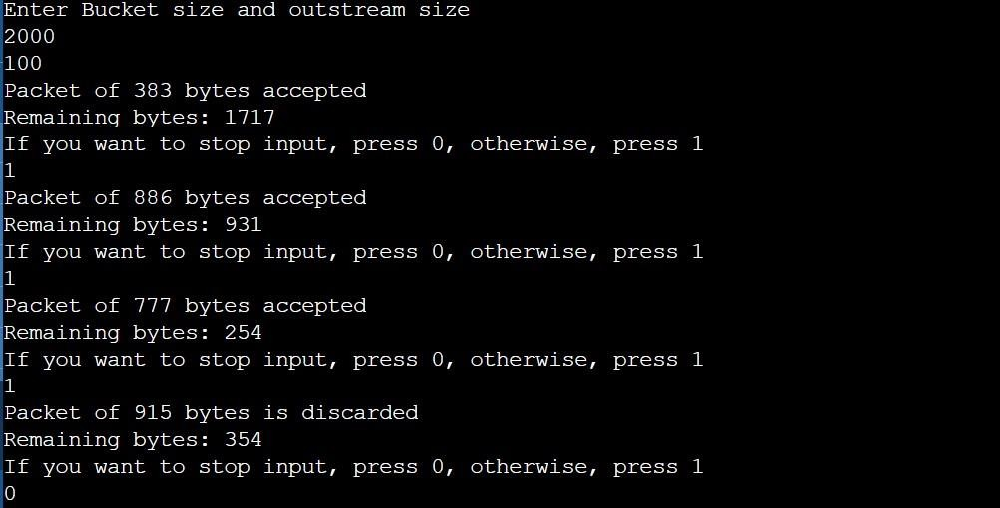 Enter Bucket size and outstream size
2000
100
Packet of 383 bytes accepted
Remaining bytes: 1717
If you want to stop input, press 0, otherwise, press 1
1
Packet of 886 bytes accepted
Remaining bytes: 931
If you want to stop input, press 0, otherwise, press 1
1
Packet of 777 bytes accepted
Remaining bytes: 254
If you want to stop input, press 0, otherwise, press 1
1
Packet of 915 bytes is discarded
Remaining bytes: 354
If you want to stop input, press 0, otherwise, press 1
0